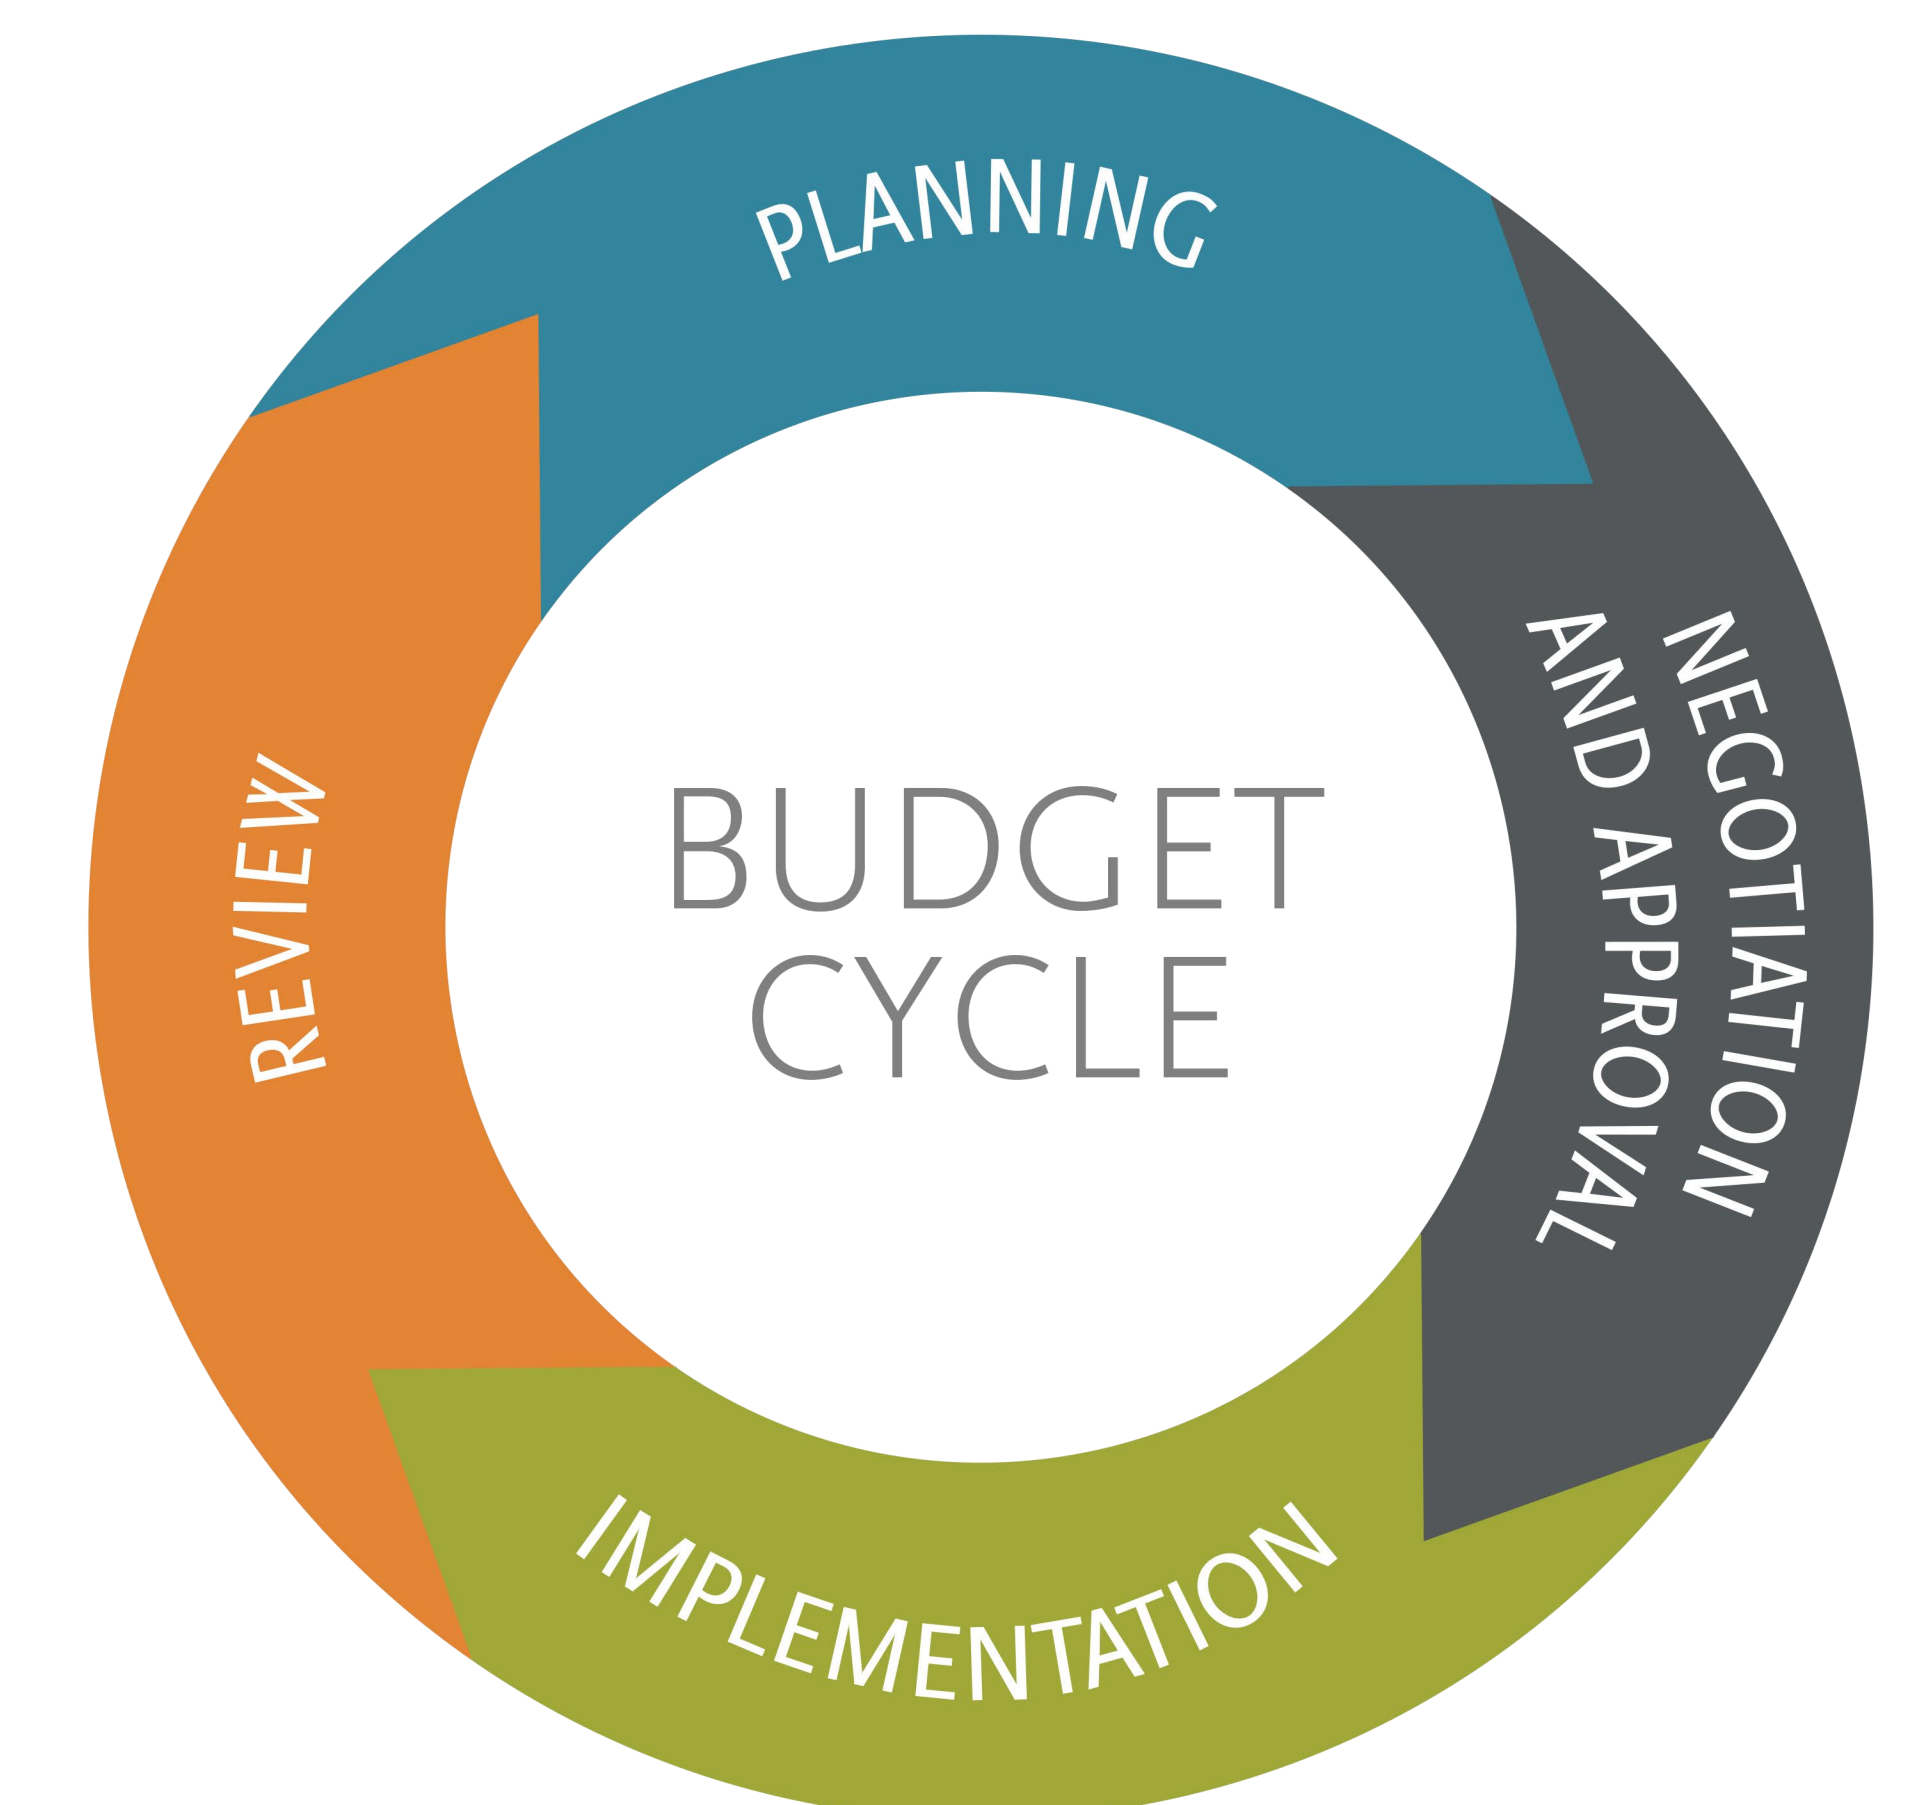 PLANNING
NEGOTIATION
AND APPROVAL
IMPLEMENTATION
REVIEW
BUDGET
CYCLE